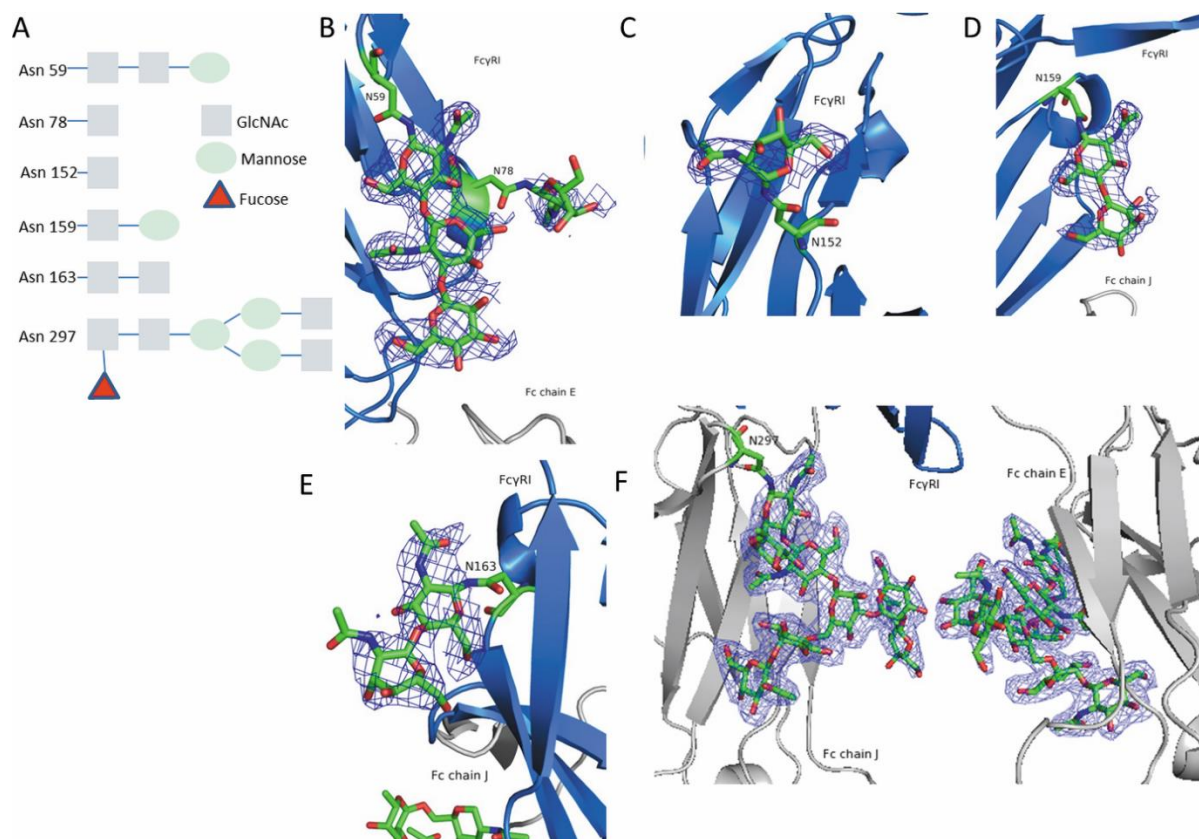 A
Asn 59
Asn 78
Asn 152
Asn 159
Asn 163
Asn 297
GlcNAc
Mannose
Fucose
B
FcγRI
N59
N78
Fc chain E
C
FcγRI
N152
D
FcγRI
N159
Fc chain J
E
FcγRI
N163
Fc chain J
F
N297
FcγRI
Fc chain E
Fc chain J